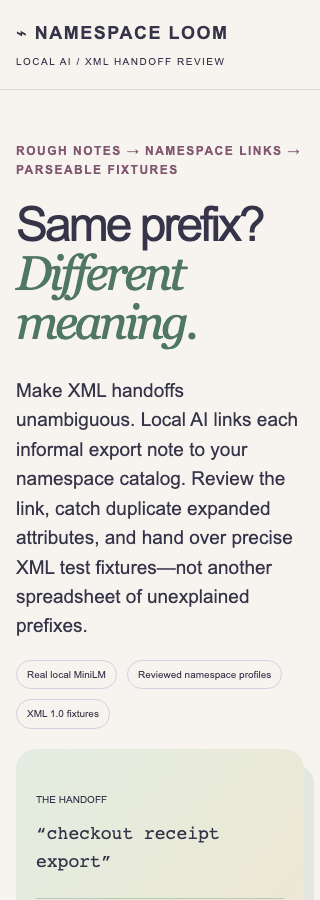 ⌁ NAMESPACE LOOM
LOCAL AI / XML HANDOFF REVIEW
ROUGH NOTES → NAMESPACE LINKS →
PARSEABLE FIXTURES
Same prefix?
Different
meaning.
Make XML handoffs
unambiguous. Local AI links each
informal export note to your
namespace catalog. Review the
link, catch duplicate expanded
attributes, and hand over precise
XML test fixtures—not another
spreadsheet of unexplained
prefixes.
Real local MiniLM
Reviewed namespace profiles
XML 1.0 fixtures
THE HANDOFF
“checkout receipt
export”